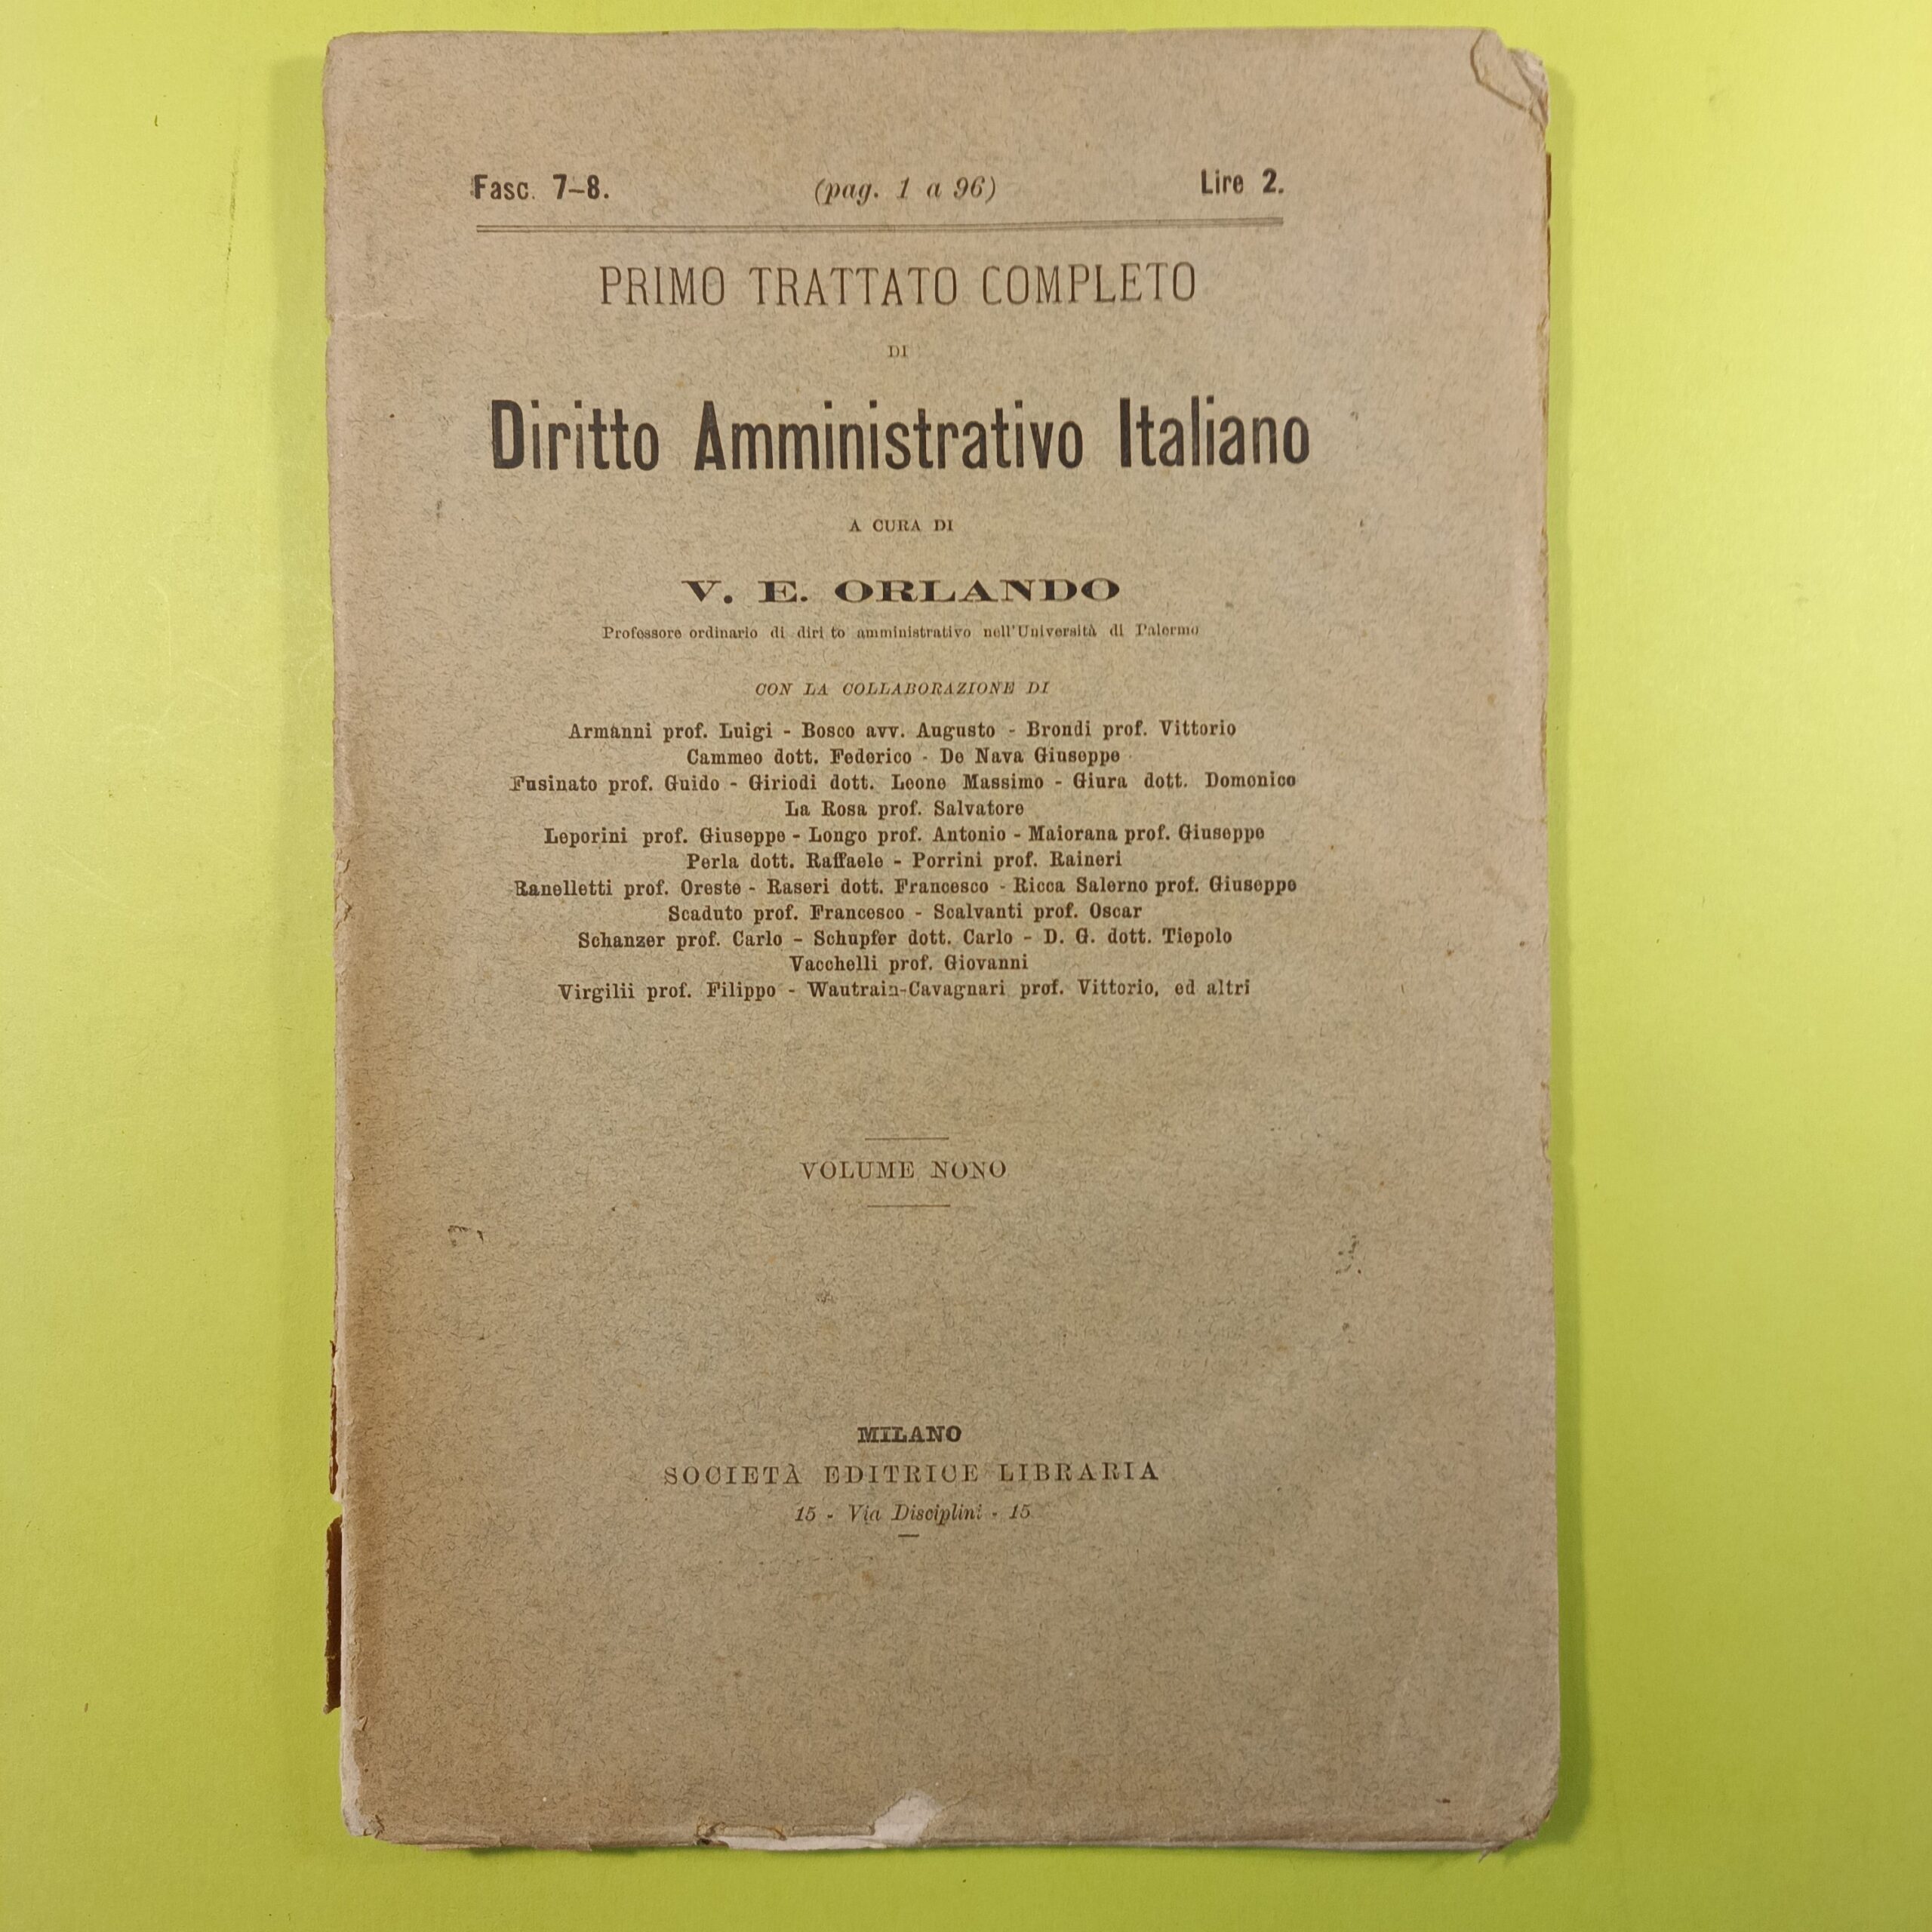 Fasc. 7-8. (pag. 1 a 96) Lire 2.
PRIMO TRATTATO COMPLETO
DI
Diritto Amministrativo Italiano
A CURA DI
V. E. ORLANDO
Professore ordinario di diri to amministrativo nell'Università di Palermo
CON LA COLLABORAZIONE DI
Armanni prof. Luigi - Bosco avv. Augusto - Brondi prof. Vittorio
Cammeo dott. Federico - De Nava Giuseppe
Fusinato prof. Guido - Giriodi dott. Leone Massimo - Giura dott. Domenico
La Rosa prof. Salvatore
Leporini prof. Giuseppe - Longo prof. Antonio - Maiorana prof. Giuseppe
Perla dott. Raffaele - Porrini prof. Raineri
Ranelletti prof. Oreste - Raseri dott. Francesco - Ricca Salerno prof. Giuseppe
Scaduto prof. Francesco - Scalvanti prof. Oscar
Schanzer prof. Carlo - Schupfer dott. Carlo - D. G. dott. Tiepolo
Vacchelli prof. Giovanni
Virgilii prof. Filippo - Wautrain-Cavagnari prof. Vittorio, ed altri
VOLUME NONO
MILANO
SOCIETÀ EDITRICE LIBRARIA
15 - Via Disciplini - 15